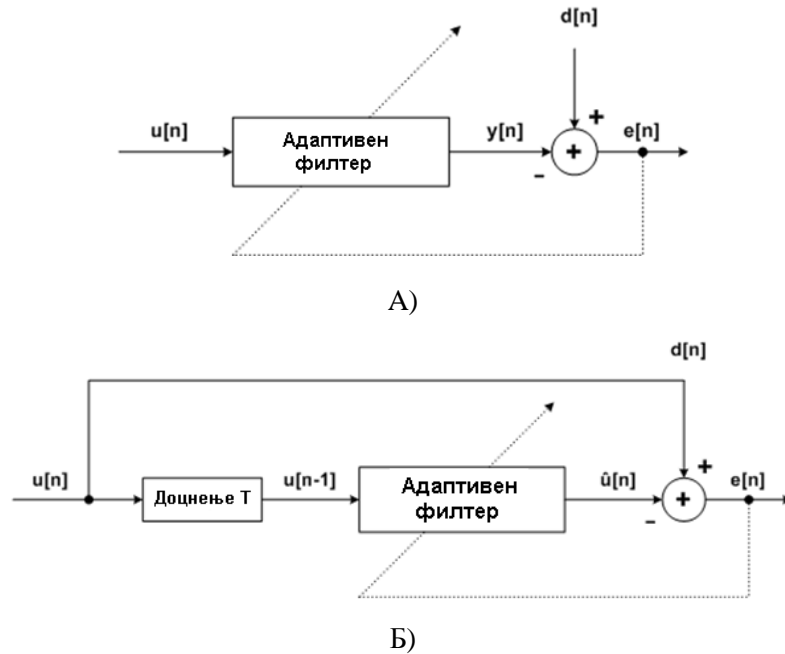 d[n]
+
u[n]
Адаптивен
филтер
y[n]
+
e[n]
–
А)
d[n]
+
u[n]
Доцнење Т
u[n-1]
Адаптивен
филтер
û[n]
+
e[n]
–
Б)